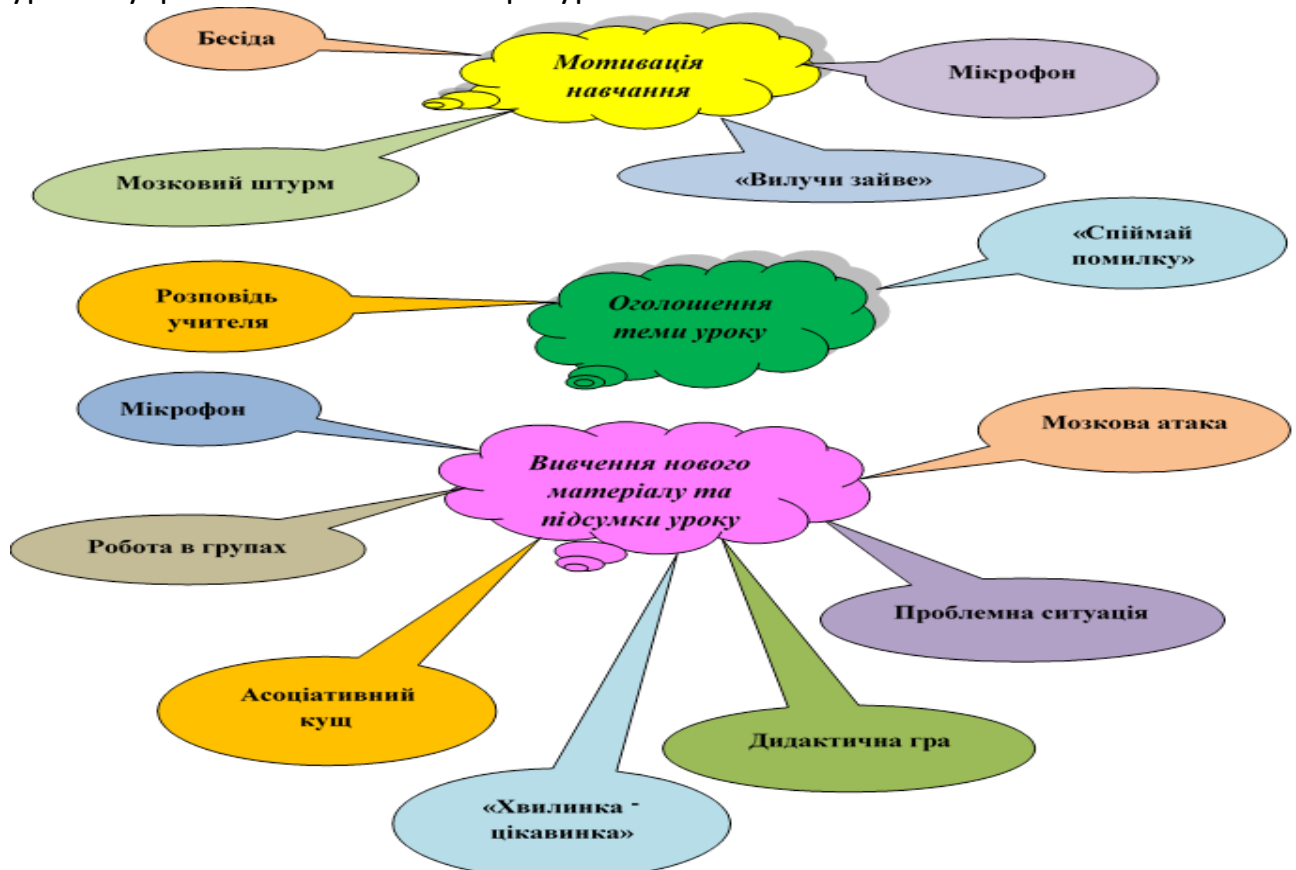 Бесіда
Мотивація
навчання
Мікрофон
Мозковий штурм
«Вилучи зайве»
«Спіймай
помилку»
Розповідь
учителя
Оголошення
теми уроку
Мікрофон
Мозкова атака
Вивчення нового
матеріалу та
підсумки уроку
Робота в групах
Проблемна ситуація
Асоціативний
кущ
Дидактична гра
«Хвилинка -
цікавинка»